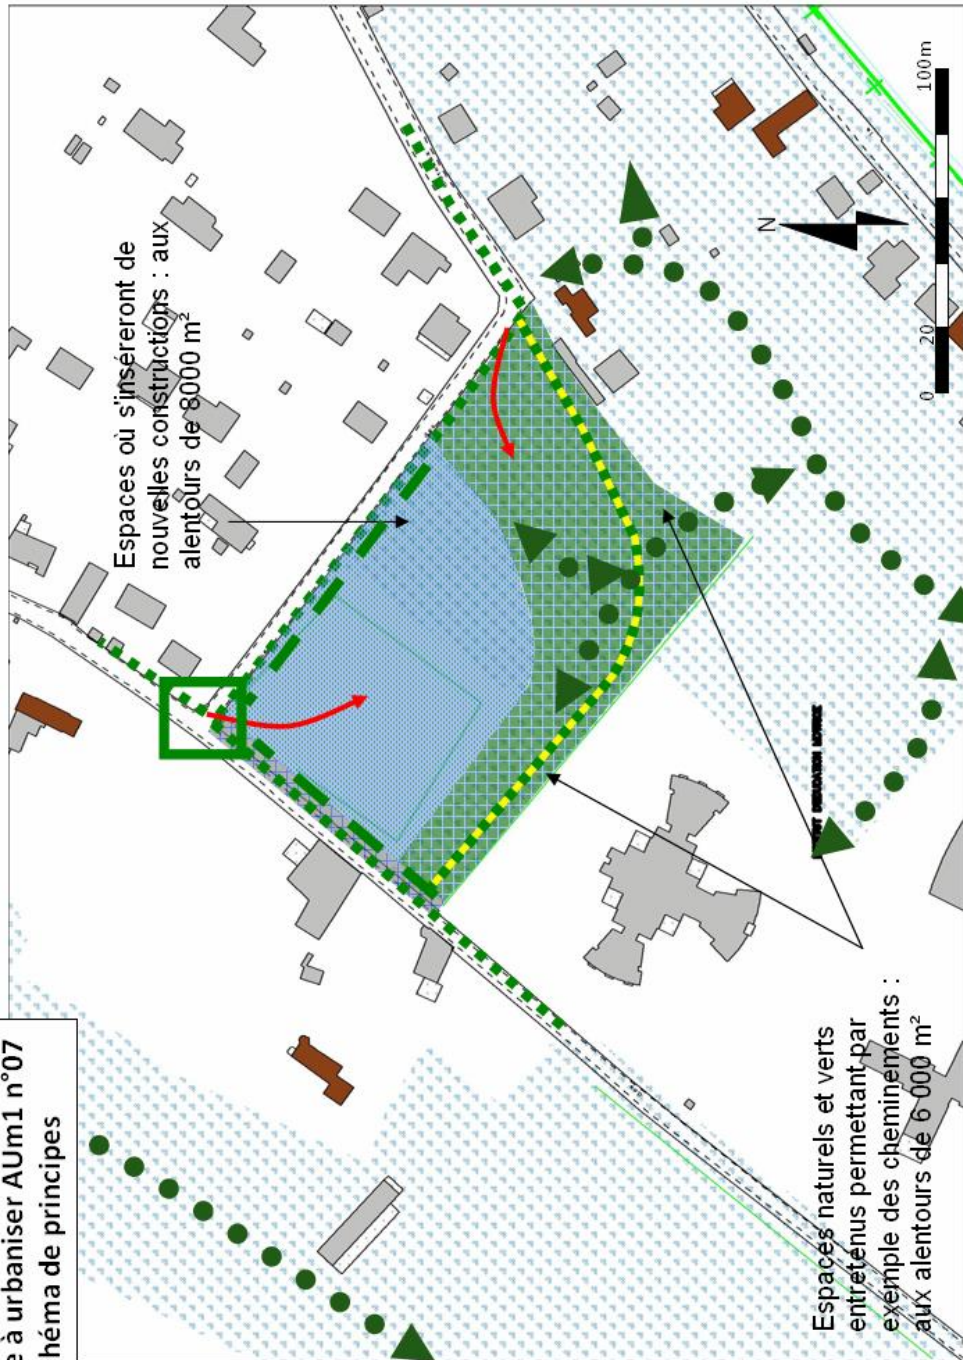 e à urbaniser AUm1 n°07
héma de principes
Espaces où s'inséreront de
nouvelles constructions : aux
alentours de 8000 m²
Espaces naturels et verts
entretenus permettant par
exemple des cheminements :
aux alentours de 6 000 m²
N
0 20 100m